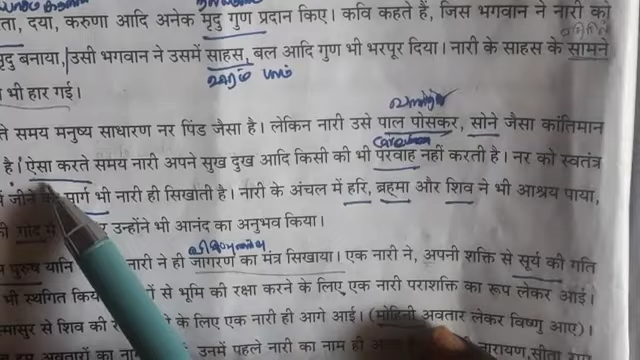 ता, दया, करुणा आदि अनेक मृदु गुण प्रदान किए। कवि कहते हैं, जिस भगवान ने नारी को
मृदु बनाया, उसी भगवान ने उसमें साहस, बल आदि गुण भी भरपूर दिया। नारी के साहस के सामने
भी हार गई।
ते समय मनुष्य साधारण नर पिंड जैसा है। लेकिन नारी उसे पाल पोसकर, सोने जैसा कांतिमान
है। ऐसा करते समय नारी अपने सुख दुख आदि किसी की भी परवाह नहीं करती है। नर को स्वतंत्र
जीने का मार्ग भी नारी ही सिखाती है। नारी के अंचल में हरि, ब्रह्मा और शिव ने भी आश्रय पाया,
की गोद में उन्होंने भी आनंद का अनुभव किया।
पुरुष यानि नारी ने ही जागरण का मंत्र सिखाया। एक नारी ने, अपनी शक्ति से सूर्य की गति
भी स्थगित किय से भूमि की रक्षा करने के लिए एक नारी पराशक्ति का रूप लेकर आई।
स्मासुर से शिव की र के लिए एक नारी ही आगे आई। (मोहिनी अवतार लेकर विष्णु आए)।
अवतारों का ना उनमें पहले नारी का नाम ही नारायण, सीता